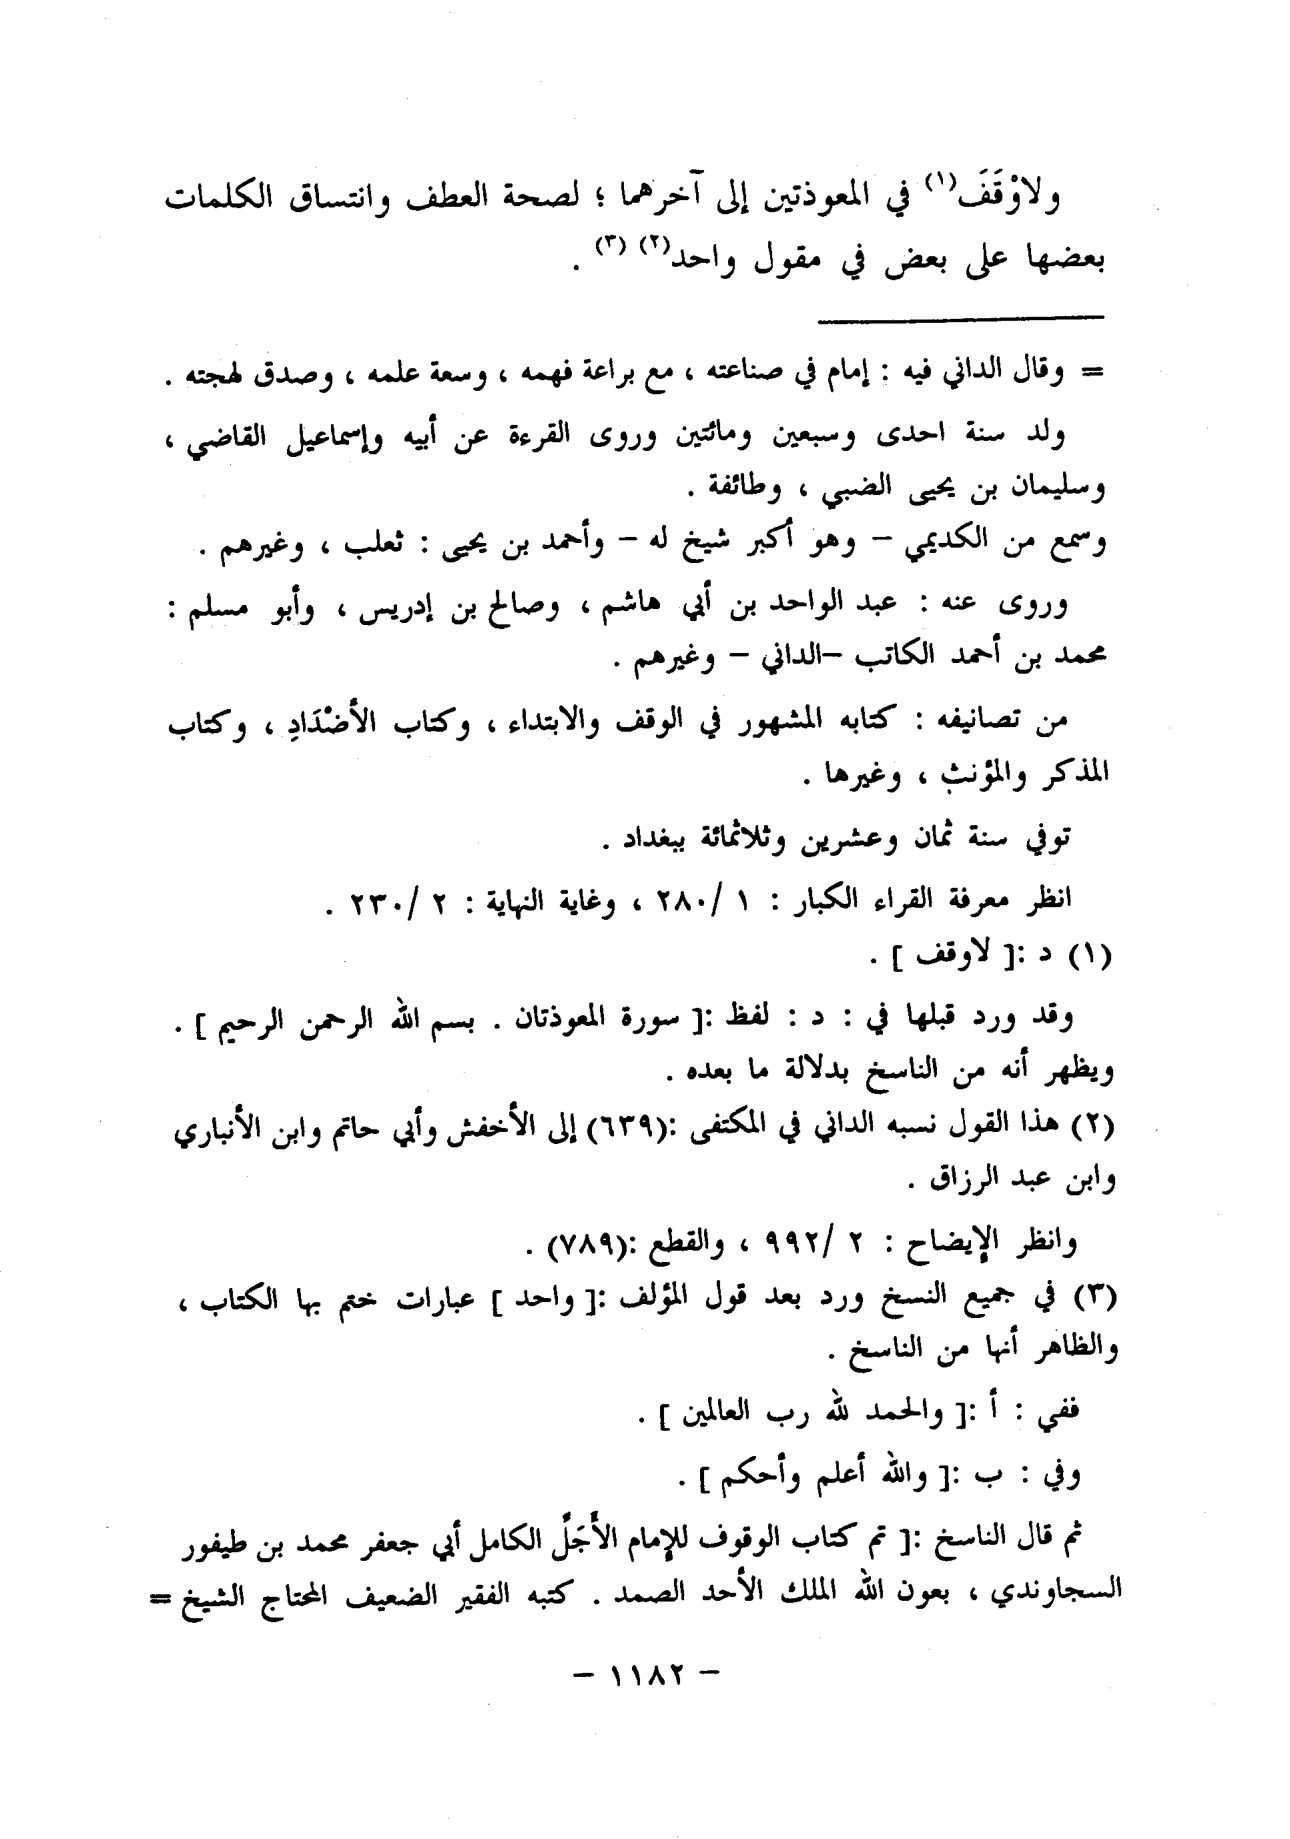 ولاوْقَفَ(١) في المعوذتين إلى آخرهما ؛ لصحة العطف وانتساق الكلمات
بعضها على بعض في مقول واحد(٢) (٣) .
= وقال الداني فيه : إمام في صناعته ، مع براعة فهمه ، وسعة علمه ، وصدق لهجته .
ولد سنة احدى وسبعين ومائتين وروى القرءة عن أبيه وإسماعيل القاضي ،
وسليمان بن يحيى الضبي ، وطائفة .
وسمع من الكديمي – وهو أكبر شيخ له – وأحمد بن يحيى : ثعلب ، وغيرهم .
وروى عنه : عبد الواحد بن أبي هاشم ، وصالح بن إدريس ، وأبو مسلم :
محمد بن أحمد الكاتب –الداني – وغيرهم .
من تصانيفه : كتابه المشهور في الوقف والابتداء ، وكتاب الأضْدَادِ ، وكتاب
المذكر والمؤنث ، وغيرها .
توفي سنة ثمان وعشرين وثلاثمائة ببغداد .
انظر معرفة القراء الكبار : ١ /٢٨٠ ، وغاية النهاية : ٢ /٢٣٠ .
(١) د :[ لاوقف ] .
وقد ورد قبلها في : د : لفظ :[ سورة المعوذتان . بسم الله الرحمن الرحيم ] .
ويظهر أنه من الناسخ بدلالة ما بعده .
(٢) هذا القول نسبه الداني في المكتفى :(٦٣٩) إلى الأخفش وأبي حاتم وابن الأنباري
وابن عبد الرزاق .
وانظر الإيضاح : ٢ /٩٩٢ ، والقطع :(٧٨٩) .
(٣) في جميع النسخ ورد بعد قول المؤلف :[ واحد ] عبارات ختم بها الكتاب ،
والظاهر أنها من الناسخ .
ففي : أ :[ والحمد لله رب العالمين ] .
وفي : ب :[ والله أعلم وأحكم ] .
ثم قال الناسخ :[ تم كتاب الوقوف للإمام الأَجَلِّ الكامل أبي جعفر محمد بن طيفور
السجاوندي ، بعون الله الملك الأحد الصمد . كتبه الفقير الضعيف المحتاج الشيخ =
– ١١٨٢ –